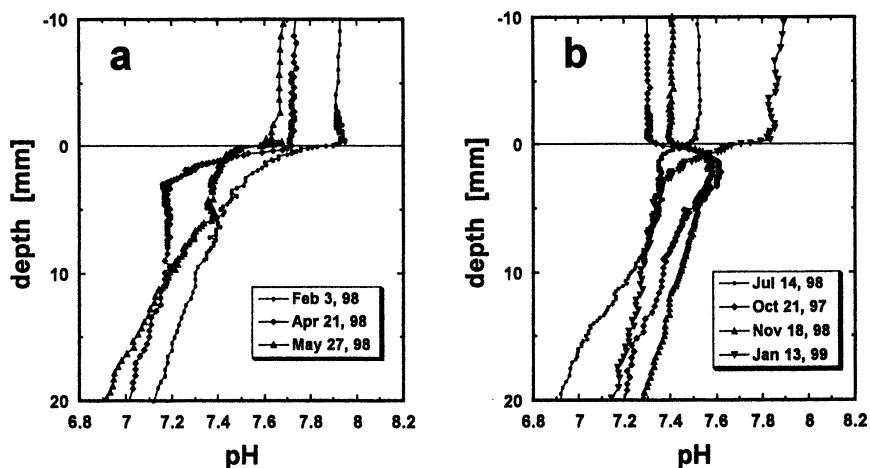 a
-10
0
10
20
depth [mm]
6.8 7 7.2 7.4 7.6 7.8 8 8.2
pH
Feb 3, 98
Apr 21, 98
May 27, 98
b
-10
0
10
20
depth [mm]
6.8 7 7.2 7.4 7.6 7.8 8 8.2
pH
Jul 14, 98
Oct 21, 97
Nov 18, 98
Jan 13, 99